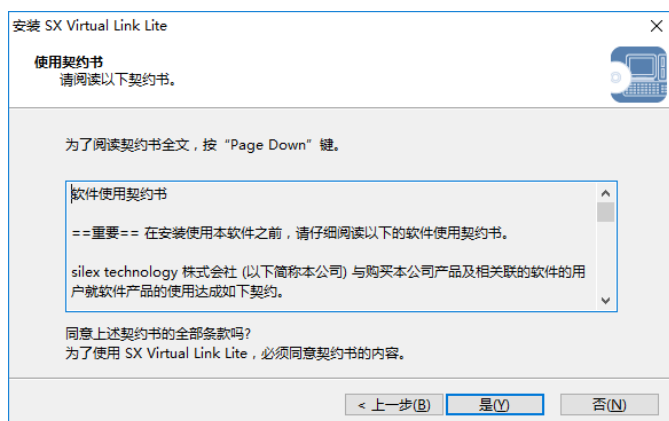 安装 SX Virtual Link Lite
使用契约书
请阅读以下契约书。
为了阅读契约书全文，按 “Page Down” 键。
软件使用契约书
==重要== 在安装使用本软件之前，请仔细阅读以下的软件使用契约书。
silex technology 株式会社 (以下简称本公司) 与购买本公司产品及相关联的软件的用
户就软件产品的使用达成如下契约。
同意上述契约书的全部条款吗?
为了使用 SX Virtual Link Lite，必须同意契约书的内容。
< 上一步(B) 是(Y) 否(N)